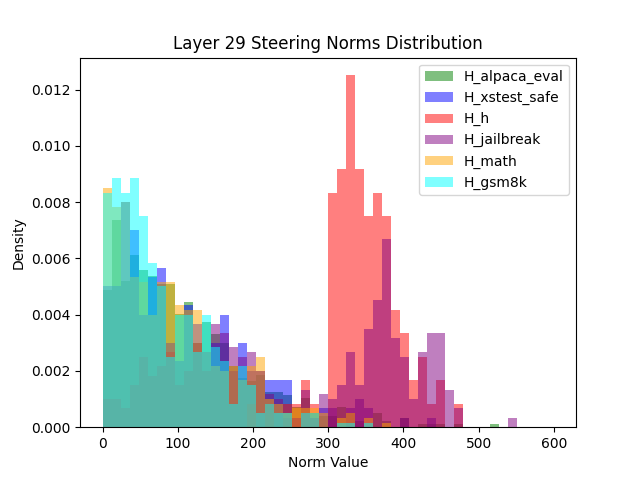 Layer 29 Steering Norms Distribution
H_alpaca_eval
H_xstest_safe
H_h
H_jailbreak
H_math
H_gsm8k
0.012
0.010
0.008
0.006
0.004
0.002
0.000
Density
0 100 200 300 400 500 600
Norm Value